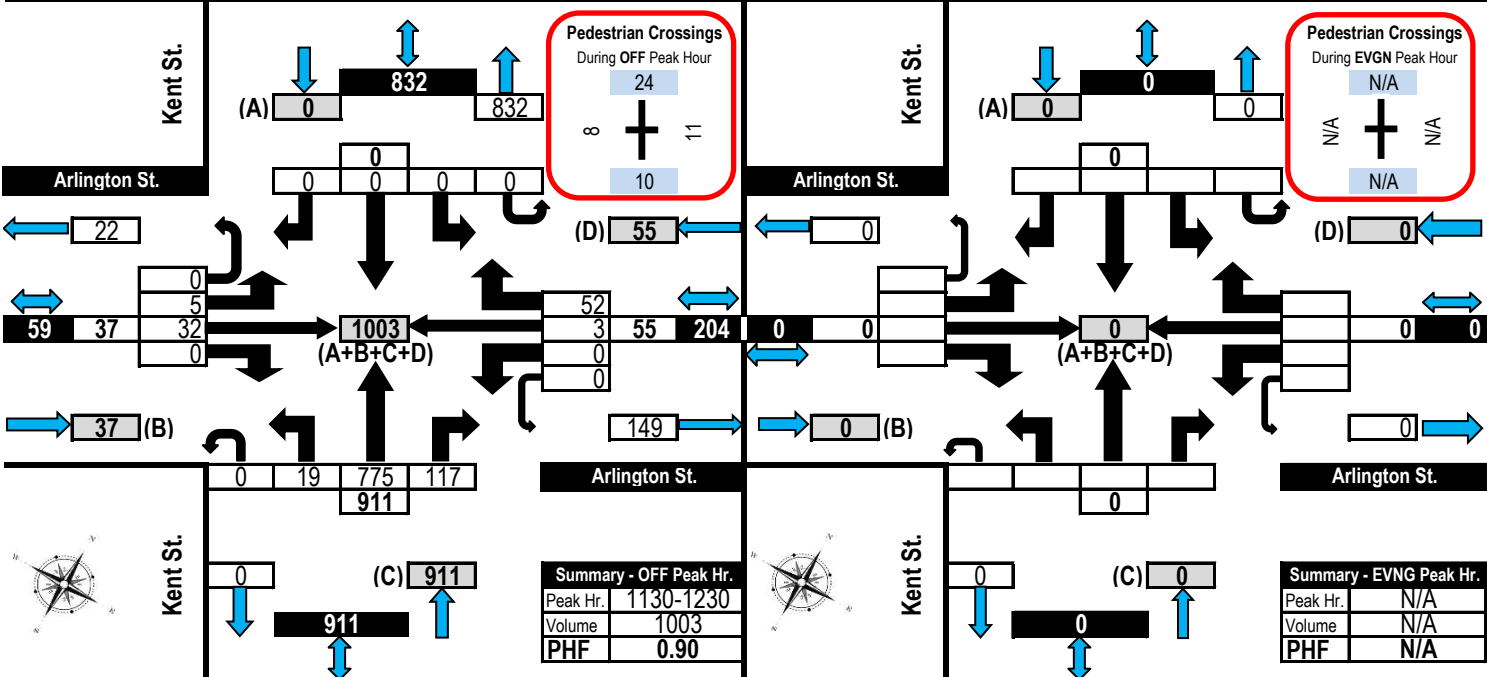 Kent St.
(A)
0
832
832
Pedestrian Crossings
During OFF Peak Hour
24
8
11
10
0
0 0 0 0
Arlington St.
22
(D) 55
0
5
59 37 32
0
1003
(A+B+C+D)
52
3 55 204
0
0
37 (B)
149
0 19 775 117
911
Arlington St.
Kent St.
0
(C) 911
911
Summary - OFF Peak Hr.
Peak Hr. 1130-1230
Volume 1003
PHF 0.90
Kent St.
(A)
0
0
0
Pedestrian Crossings
During EVGN Peak Hour
N/A
N/A
N/A
N/A
0
Arlington St.
0
(D) 0
0 0
0
(A+B+C+D)
0 0
0 (B)
0
0
Arlington St.
Kent St.
0
(C) 0
0
Summary - EVNG Peak Hr.
Peak Hr. N/A
Volume N/A
PHF N/A